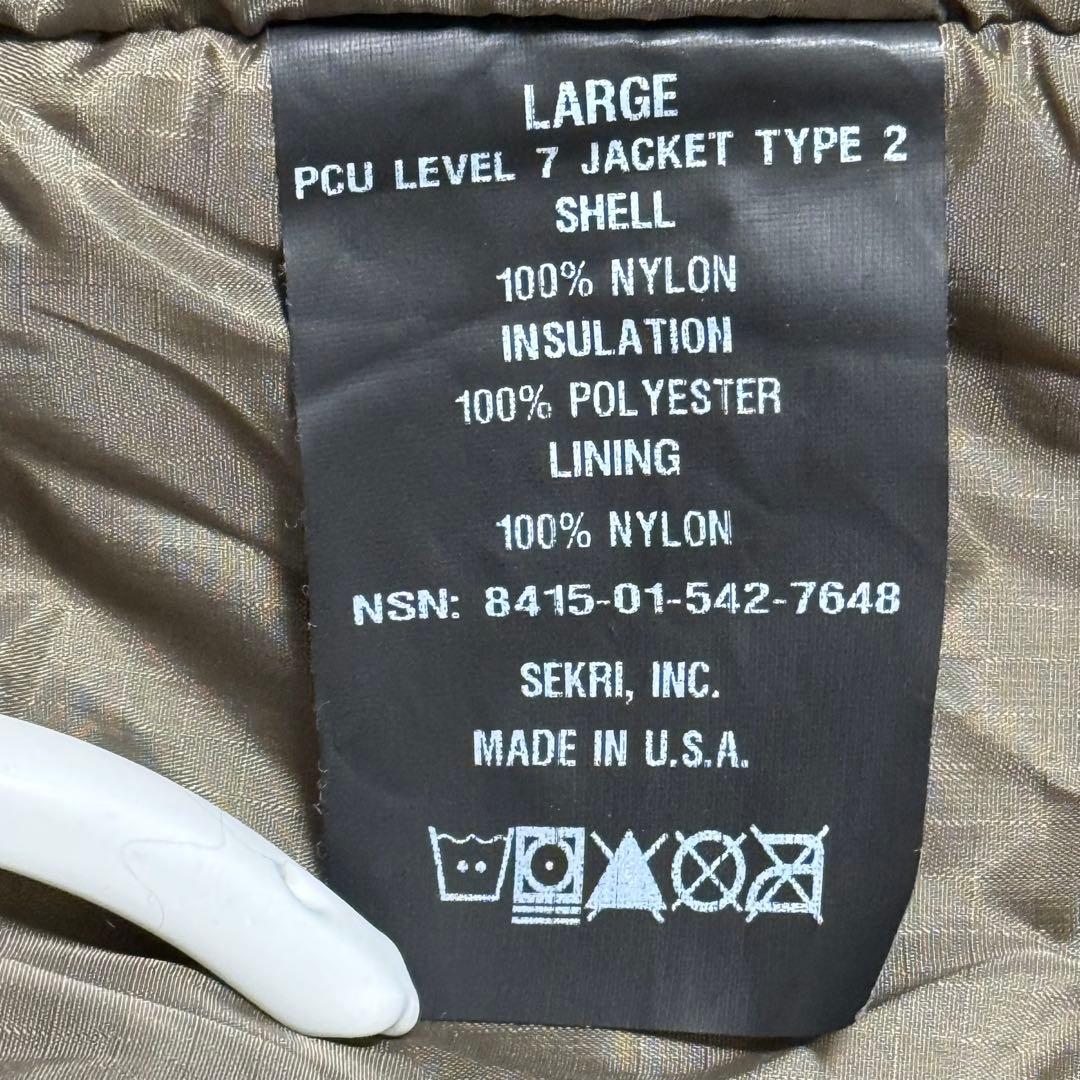 LARGE
PCU LEVEL 7 JACKET TYPE 2
SHELL
100% NYLON
INSULATION
100% POLYESTER
LINING
100% NYLON
NSN: 8415-01-542-7648
SEKRI, INC.
MADE IN U.S.A.